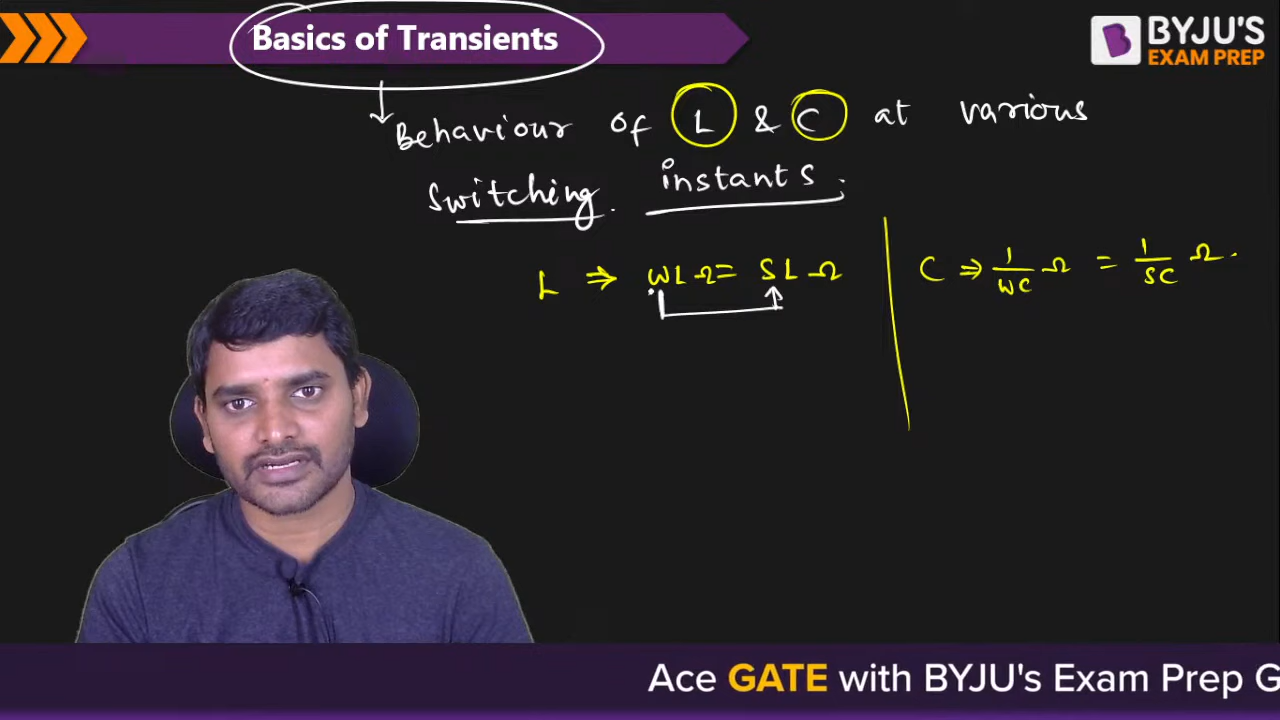 Basics of Transients
BYJU'S
EXAM PREP
Behaviour of L & C at various
switching instants.
L ⇒ WL Ω = SL Ω
C ⇒ 1/WC Ω = 1/SC Ω.
Ace GATE with BYJU's Exam Prep G